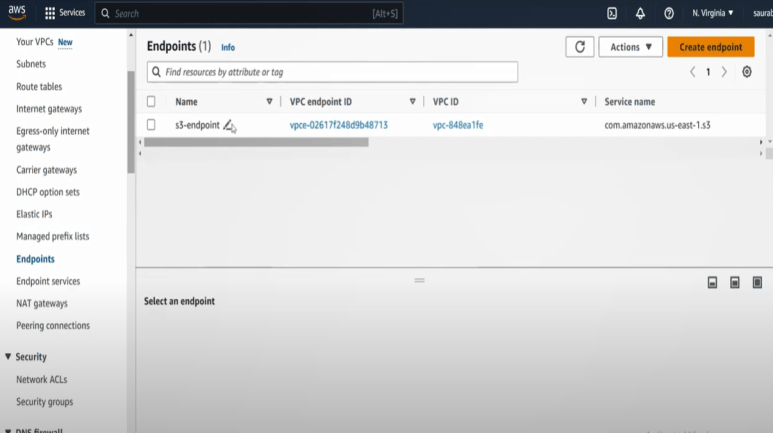 aws
Services
Search
[Alt+S]
N. Virginia
Your VPCs New
Subnets
Route tables
Internet gateways
Egress-only internet
gateways
Carrier gateways
DHCP option sets
Elastic IPs
Managed prefix lists
Endpoints
Endpoint services
NAT gateways
Peering connections
Security
Network ACLs
Security groups
DNS firewall
Endpoints (1) Info
Actions
Create endpoint
Find resources by attribute or tag
1
Name
VPC endpoint ID
VPC ID
Service name
s3-endpoint
vpce-02617f248d9b48713
vpc-848ea1fe
com.amazonaws.us-east-1.s3
Select an endpoint